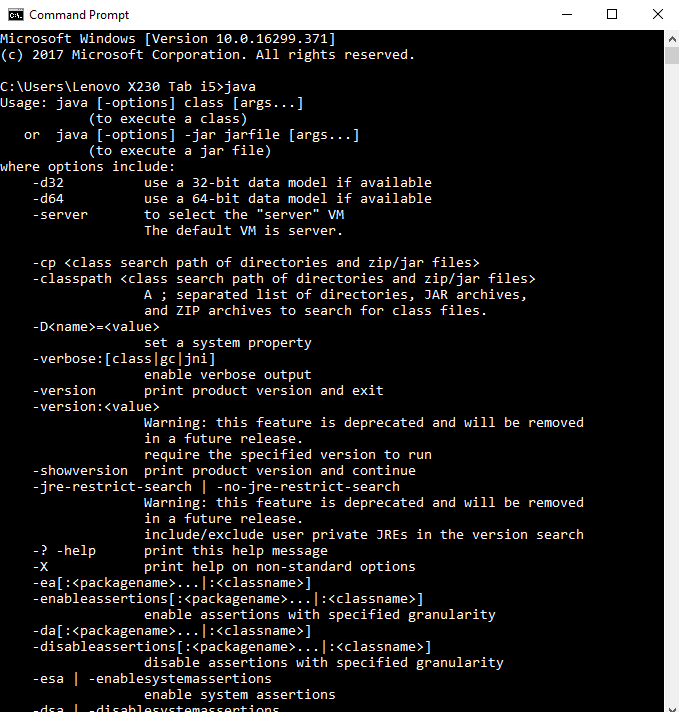 Command Prompt
Microsoft Windows [Version 10.0.16299.371]
(c) 2017 Microsoft Corporation. All rights reserved.

C:\Users\Lenovo X230 Tab i5>java
Usage: java [-options] class [args...]
           (to execute a class)
   or  java [-options] -jar jarfile [args...]
           (to execute a jar file)
where options include:
    -d32          use a 32-bit data model if available
    -d64          use a 64-bit data model if available
    -server       to select the "server" VM
                  The default VM is server.

    -cp <class search path of directories and zip/jar files>
    -classpath <class search path of directories and zip/jar files>
                  A ; separated list of directories, JAR archives,
                  and ZIP archives to search for class files.
    -D<name>=<value>
                  set a system property
    -verbose:[class|gc|jni]
                  enable verbose output
    -version      print product version and exit
    -version:<value>
                  Warning: this feature is deprecated and will be removed
                  in a future release.
                  require the specified version to run
    -showversion  print product version and continue
    -jre-restrict-search | -no-jre-restrict-search
                  Warning: this feature is deprecated and will be removed
                  in a future release.
                  include/exclude user private JREs in the version search
    -? -help      print this help message
    -X            print help on non-standard options
    -ea[:<packagename>...|:<classname>]
    -enableassertions[:<packagename>...|:<classname>]
                  enable assertions with specified granularity
    -da[:<packagename>...|:<classname>]
    -disableassertions[:<packagename>...|:<classname>]
                  disable assertions with specified granularity
    -esa | -enablesystemassertions
                  enable system assertions
    -dsa | -disablesystemassertions